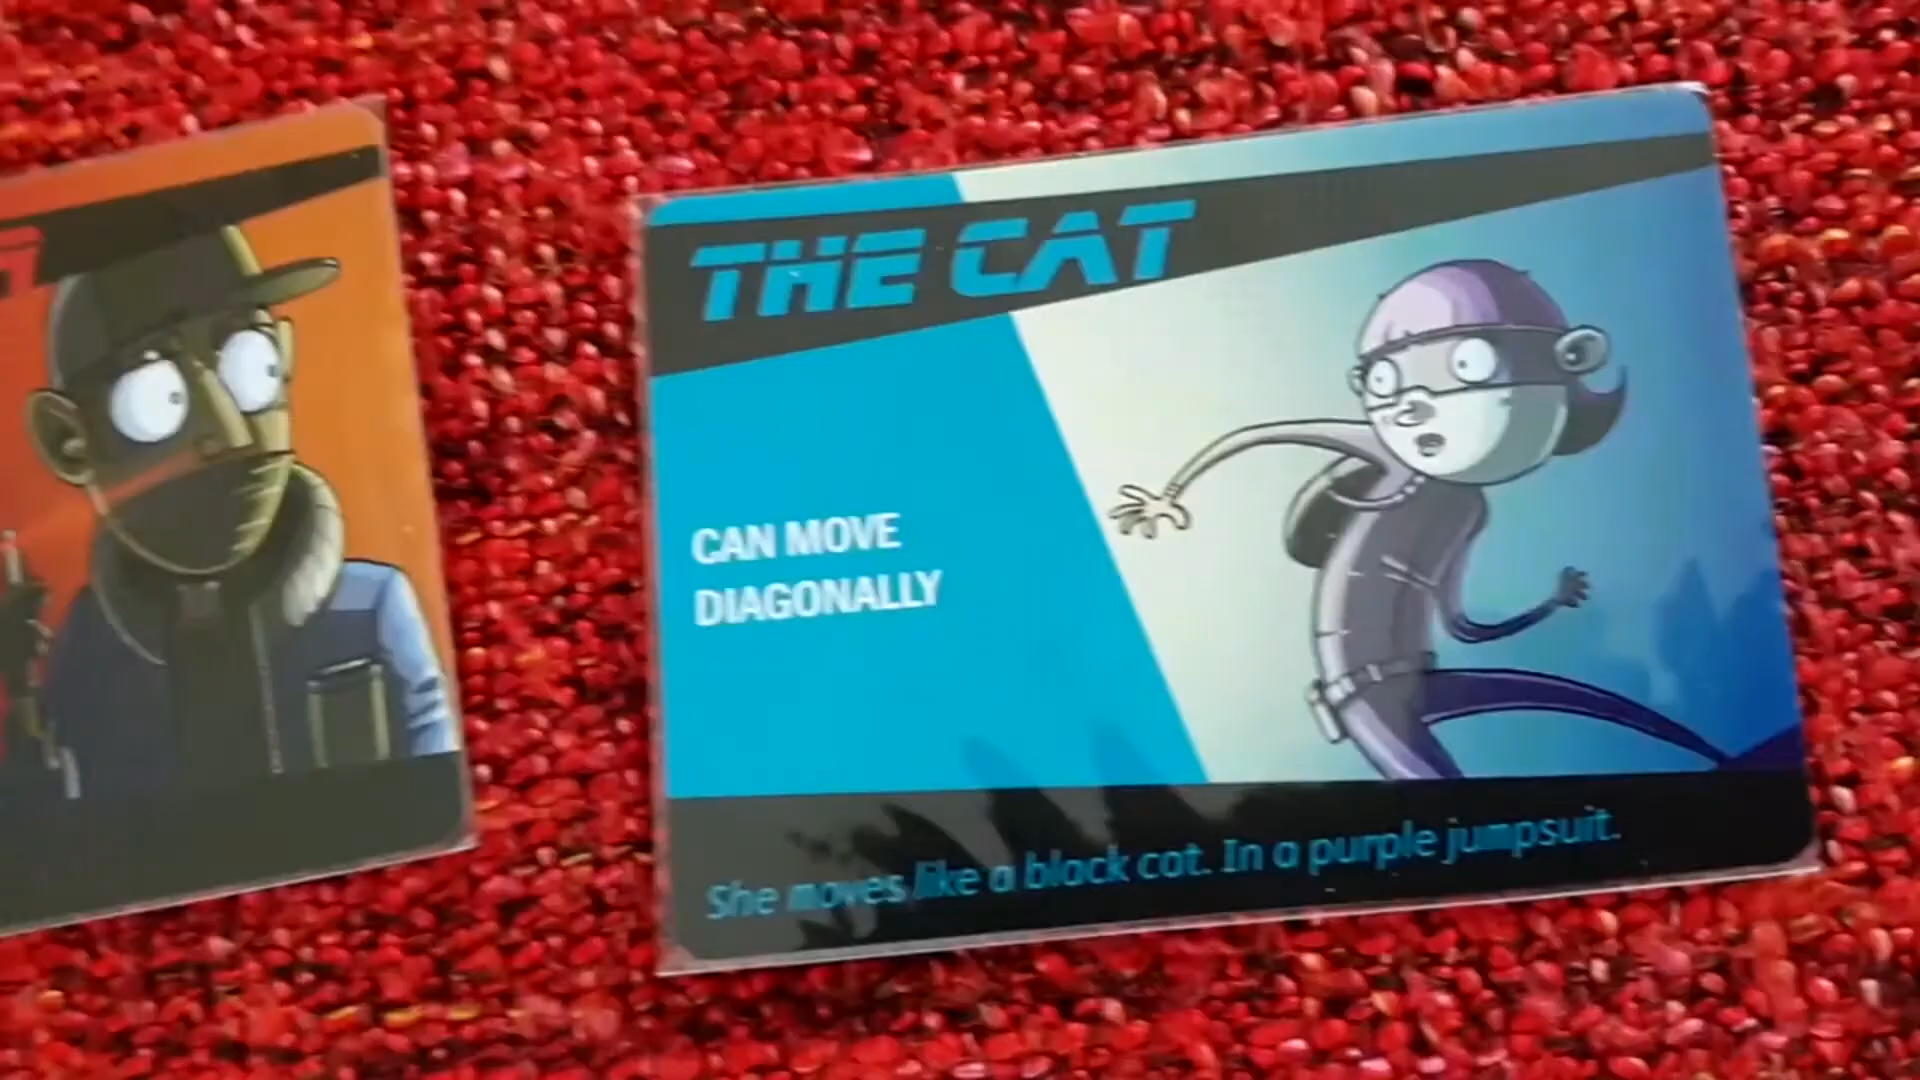 THE CAT
CAN MOVE
DIAGONALLY
She moves like a black cat. In a purple jumpsuit.